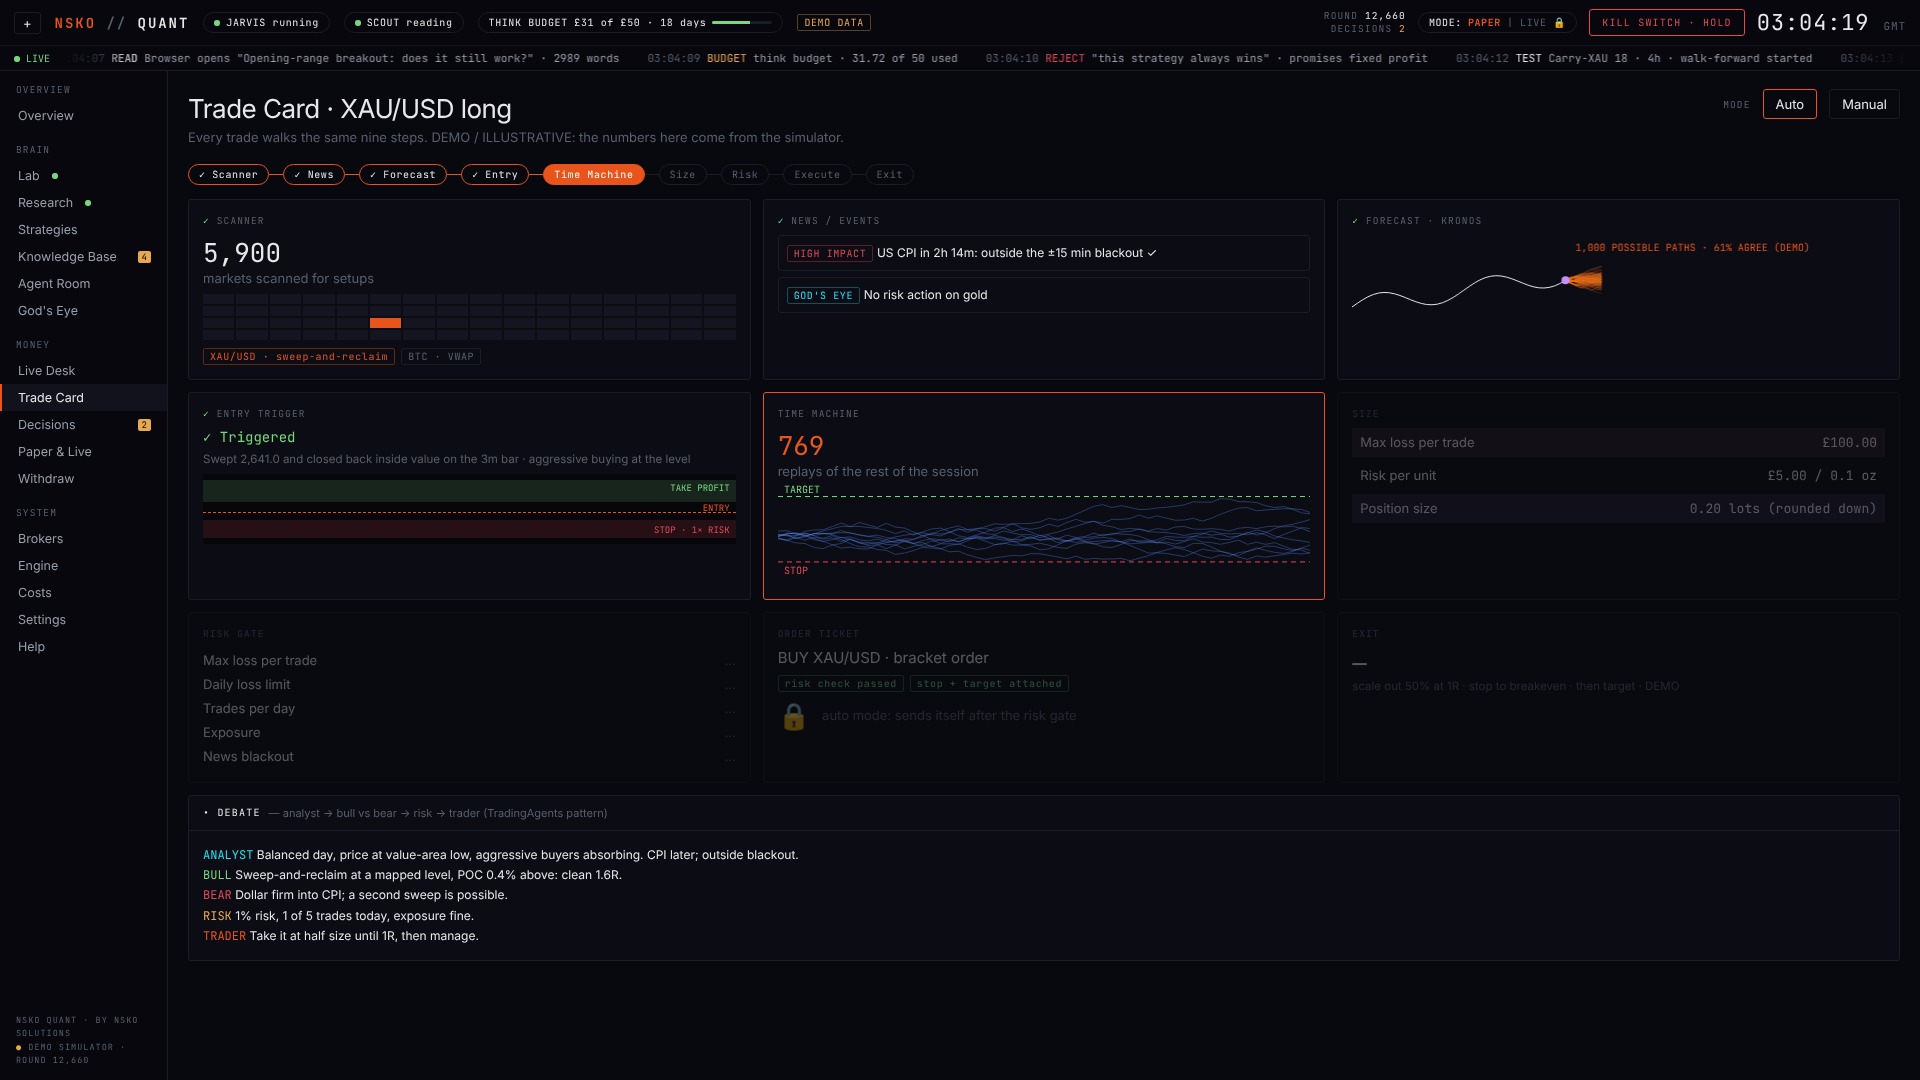 + NSKO // QUANT JARVIS running SCOUT reading THINK BUDGET £31 of £50 · 18 days DEMO DATA
ROUND 12,660
DECISIONS 2
MODE: PAPER | LIVE 🔒 KILL SWITCH · HOLD 03:04:19 GMT
LIVE 04:07 READ Browser opens "Opening-range breakout: does it still work?" · 2989 words 03:04:09 BUDGET think budget · 31.72 of 50 used 03:04:10 REJECT "this strategy always wins" · promises fixed profit 03:04:12 TEST Carry-XAU 18 · 4h · walk-forward started 03:04:13
OVERVIEW
Overview
BRAIN
Lab
Research
Strategies
Knowledge Base 4
Agent Room
God's Eye
MONEY
Live Desk
Trade Card
Decisions 2
Paper & Live
Withdraw
SYSTEM
Brokers
Engine
Costs
Settings
Help
NSKO QUANT · BY NSKO
SOLUTIONS
DEMO SIMULATOR ·
ROUND 12,660
Trade Card · XAU/USD long
MODE Auto Manual
Every trade walks the same nine steps. DEMO / ILLUSTRATIVE: the numbers here come from the simulator.
✓ Scanner ✓ News ✓ Forecast ✓ Entry Time Machine Size Risk Execute Exit
✓ SCANNER
5,900
markets scanned for setups
XAU/USD · sweep-and-reclaim BTC · VWAP
✓ NEWS / EVENTS
HIGH IMPACT US CPI in 2h 14m: outside the ±15 min blackout ✓
GOD'S EYE No risk action on gold
✓ FORECAST · KRONOS
1,000 POSSIBLE PATHS · 61% AGREE (DEMO)
✓ ENTRY TRIGGER
✓ Triggered
Swept 2,641.0 and closed back inside value on the 3m bar · aggressive buying at the level
TAKE PROFIT
ENTRY
STOP · 1× RISK
TIME MACHINE
769
replays of the rest of the session
TARGET
STOP
SIZE
Max loss per trade £100.00
Risk per unit £5.00 / 0.1 oz
Position size 0.20 lots (rounded down)
RISK GATE
Max loss per trade ...
Daily loss limit ...
Trades per day ...
Exposure ...
News blackout ...
ORDER TICKET
BUY XAU/USD · bracket order
risk check passed stop + target attached
🔒 auto mode: sends itself after the risk gate
EXIT
—
scale out 50% at 1R · stop to breakeven · then target · DEMO
• DEBATE — analyst → bull vs bear → risk → trader (TradingAgents pattern)
ANALYST Balanced day, price at value-area low, aggressive buyers absorbing. CPI later; outside blackout.
BULL Sweep-and-reclaim at a mapped level, POC 0.4% above: clean 1.6R.
BEAR Dollar firm into CPI; a second sweep is possible.
RISK 1% risk, 1 of 5 trades today, exposure fine.
TRADER Take it at half size until 1R, then manage.